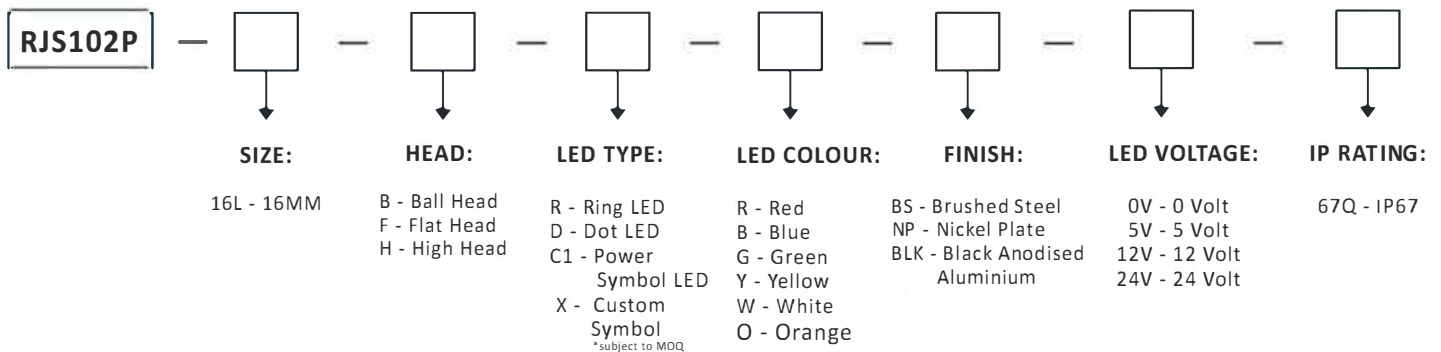 RJS102P — — — — — — —
SIZE:
16L - 16MM
HEAD:
B - Ball Head
F - Flat Head
H - High Head
LED TYPE:
R - Ring LED
D - Dot LED
C1 - Power
Symbol LED
X - Custom
Symbol
*subject to MOQ
LED COLOUR:
R - Red
B - Blue
G - Green
Y - Yellow
W - White
O - Orange
FINISH:
BS - Brushed Steel
NP - Nickel Plate
BLK - Black Anodised
Aluminium
LED VOLTAGE:
0V - 0 Volt
5V - 5 Volt
12V - 12 Volt
24V - 24 Volt
IP RATING:
67Q - IP67